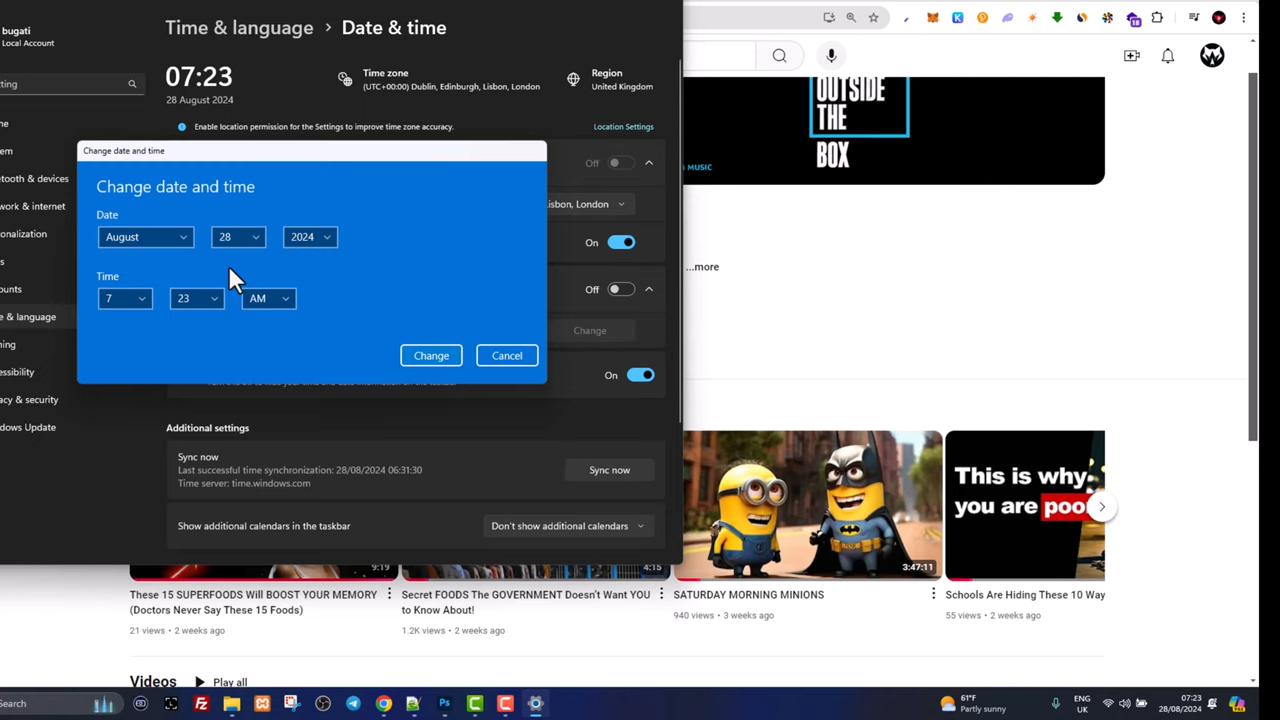 bugati
Local Account
Time & language > Date & time
07:23
28 August 2024
Time zone
(UTC+00:00) Dublin, Edinburgh, Lisbon, London
Region
United Kingdom
Enable location permission for the Settings to improve time zone accuracy.
Location Settings
ting
me
em
etooth & devices
work & internet
onalization
s
ounts
e & language
ming
essibility
acy & security
dows Update
Off
isbon, London
On
Off
Change
On
Change date and time
Change date and time
Date
August
28
2024
Time
7
23
AM
Change
Cancel
Additional settings
Sync now
Last successful time synchronization: 28/08/2024 06:31:30
Time server: time.windows.com
Sync now
Show additional calendars in the taskbar
Don't show additional calendars
OUTSIDE
THE
BOX
MUSIC
...more
This is why
you are poo
9:19
4:15
3:47:11
These 15 SUPERFOODS Will BOOST YOUR MEMORY
(Doctors Never Say These 15 Foods)
21 views • 2 weeks ago
Secret FOODS The GOVERNMENT Doesn't Want YOU
to Know About!
1.2K views • 2 weeks ago
SATURDAY MORNING MINIONS
940 views • 3 weeks ago
Schools Are Hiding These 10 Way
55 views • 2 weeks ago
Videos
Play all
Search
61°F
Partly sunny
ENG
UK
07:23
28/08/2024